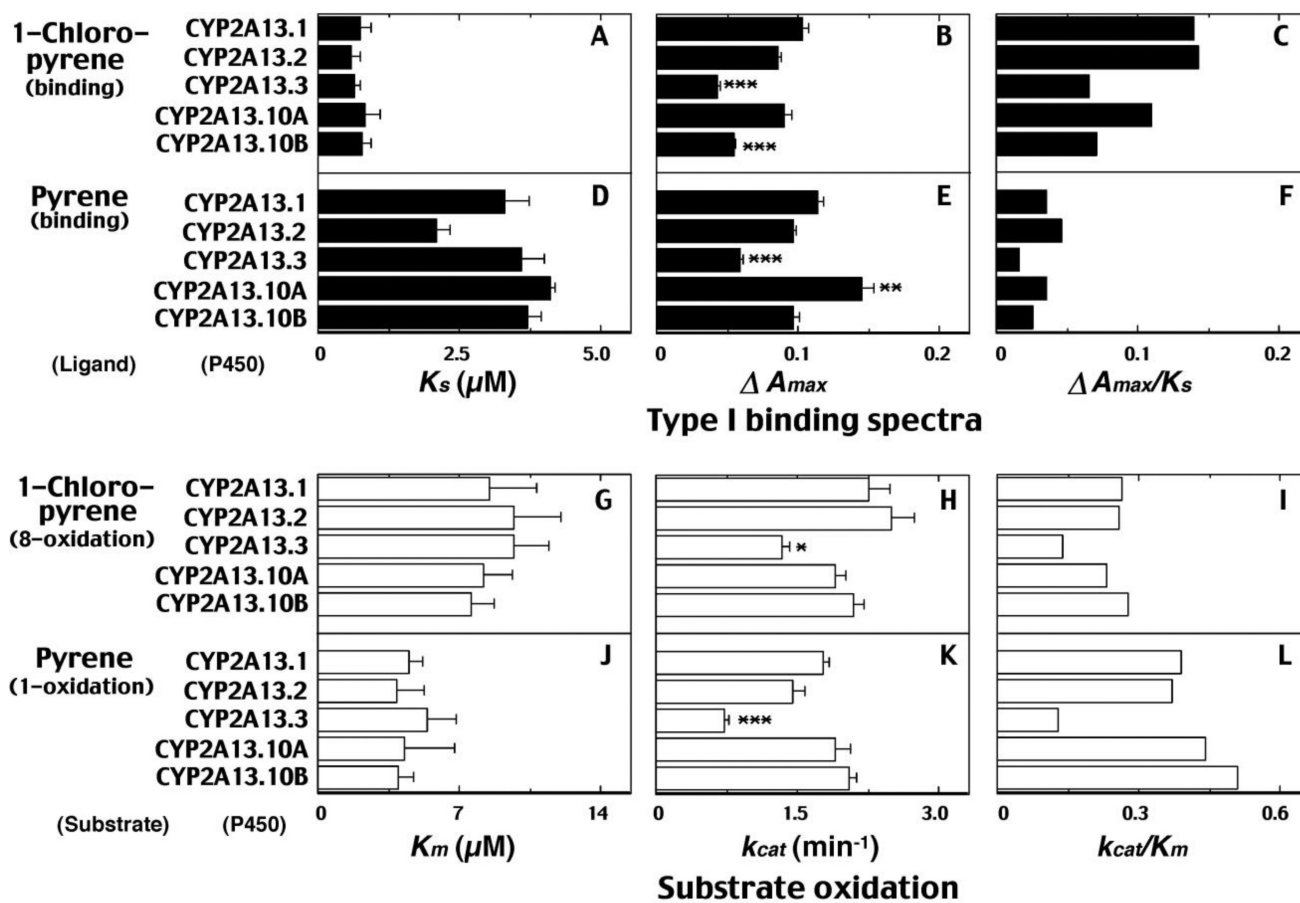 1-Chloro-
pyrene
(binding)
CYP2A13.1
CYP2A13.2
CYP2A13.3
CYP2A13.10A
CYP2A13.10B
A
B
***
***
C
Pyrene
(binding)
CYP2A13.1
CYP2A13.2
CYP2A13.3
CYP2A13.10A
CYP2A13.10B
D
E
***
**
F
(Ligand) (P450)
0 2.5 5.0
0 0.1 0.2
0 0.1 0.2
Ks (μM)
Δ Amax
Δ Amax/Ks
Type I binding spectra
1-Chloro-
pyrene
(8-oxidation)
CYP2A13.1
CYP2A13.2
CYP2A13.3
CYP2A13.10A
CYP2A13.10B
G
H
*
I
Pyrene
(1-oxidation)
CYP2A13.1
CYP2A13.2
CYP2A13.3
CYP2A13.10A
CYP2A13.10B
J
K
***
L
(Substrate) (P450)
0 7 14
0 1.5 3.0
0 0.3 0.6
Km (μM)
kcat (min-1)
kcat/Km
Substrate oxidation